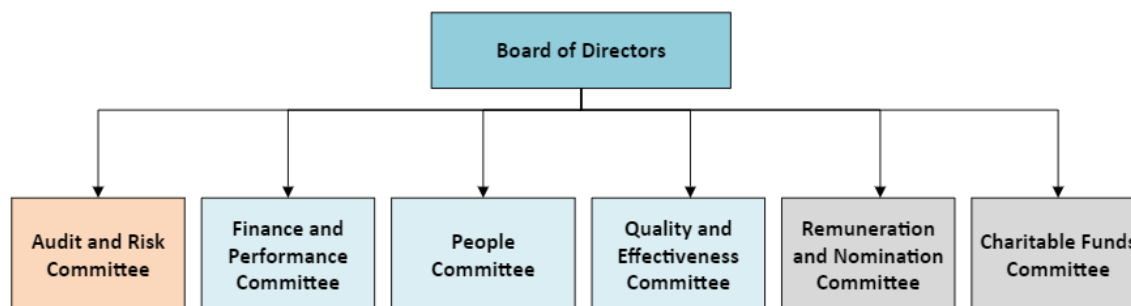 Board of Directors
Audit and Risk
Committee
Finance and
Performance
Committee
People
Committee
Quality and
Effectiveness
Committee
Remuneration
and Nomination
Committee
Charitable Funds
Committee